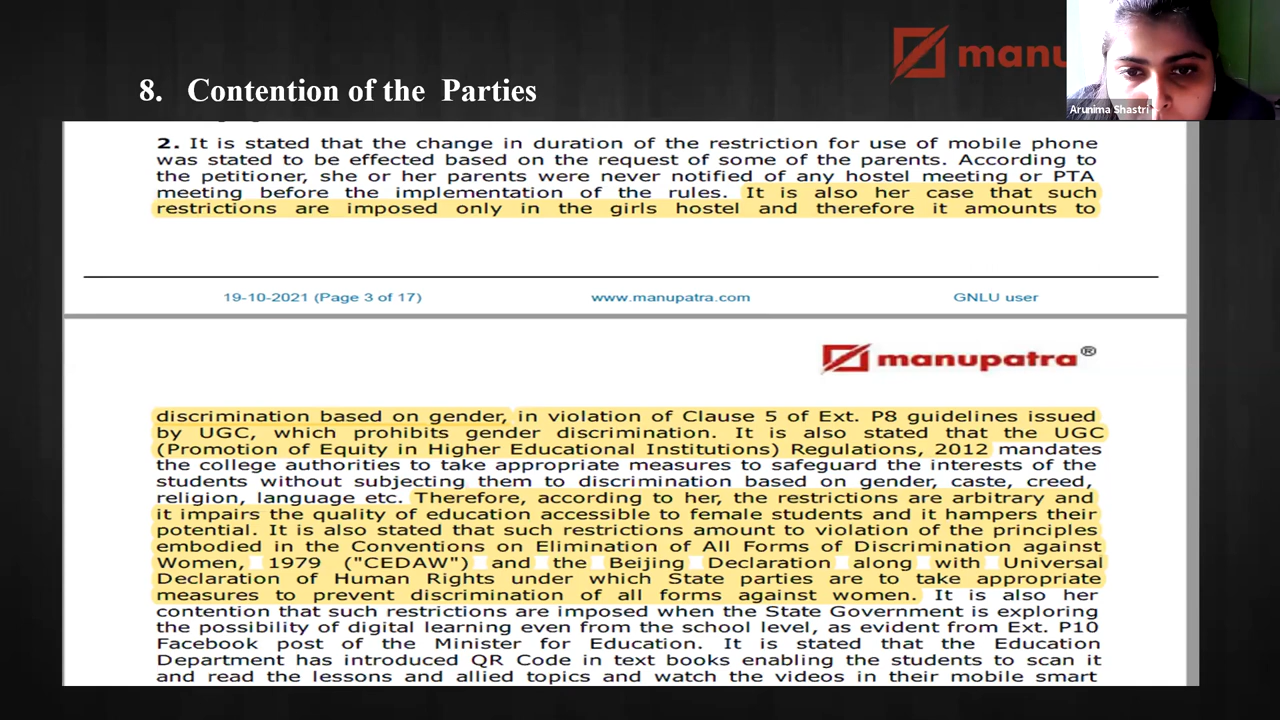 manu
8. Contention of the Parties
Arunima Shastri
2. It is stated that the change in duration of the restriction for use of mobile phone
was stated to be effected based on the request of some of the parents. According to
the petitioner, she or her parents were never notified of any hostel meeting or PTA
meeting before the implementation of the rules. It is also her case that such
restrictions are imposed only in the girls hostel and therefore it amounts to
19-10-2021 (Page 3 of 17) www.manupatra.com GNLU user
manupatra®
discrimination based on gender, in violation of Clause 5 of Ext. P8 guidelines issued
by UGC, which prohibits gender discrimination. It is also stated that the UGC
(Promotion of Equity in Higher Educational Institutions) Regulations, 2012 mandates
the college authorities to take appropriate measures to safeguard the interests of the
students without subjecting them to discrimination based on gender, caste, creed,
religion, language etc. Therefore, according to her, the restrictions are arbitrary and
it impairs the quality of education accessible to female students and it hampers their
potential. It is also stated that such restrictions amount to violation of the principles
embodied in the Conventions on Elimination of All Forms of Discrimination against
Women, 1979 ("CEDAW") and the Beijing Declaration along with Universal
Declaration of Human Rights under which State parties are to take appropriate
measures to prevent discrimination of all forms against women. It is also her
contention that such restrictions are imposed when the State Government is exploring
the possibility of digital learning even from the school level, as evident from Ext. P10
Facebook post of the Minister for Education. It is stated that the Education
Department has introduced QR Code in text books enabling the students to scan it
and read the lessons and allied topics and watch the videos in their mobile smart